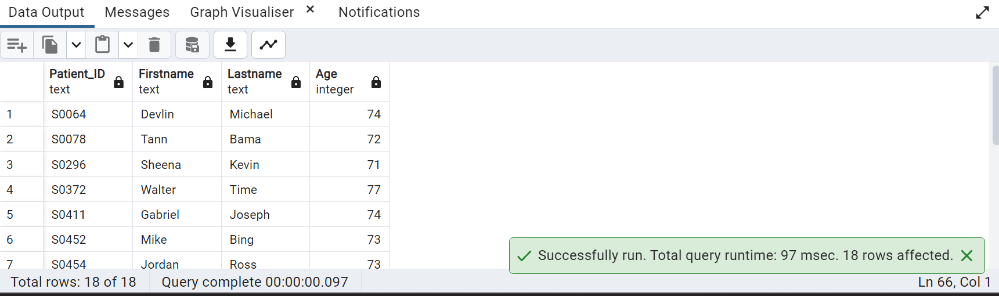 Data Output Messages Graph Visualiser Notifications
Patient_ID Firstname Lastname Age
text text text integer
1 S0064 Devlin Michael 74
2 S0078 Tann Bama 72
3 S0296 Sheena Kevin 71
4 S0372 Walter Time 77
5 S0411 Gabriel Joseph 74
6 S0452 Mike Bing 73
Successfully run. Total query runtime: 97 msec. 18 rows affected.
7 S0454 Jordan Ross 73
Total rows: 18 of 18 Query complete 00:00:00.097 Ln 66, Col 1